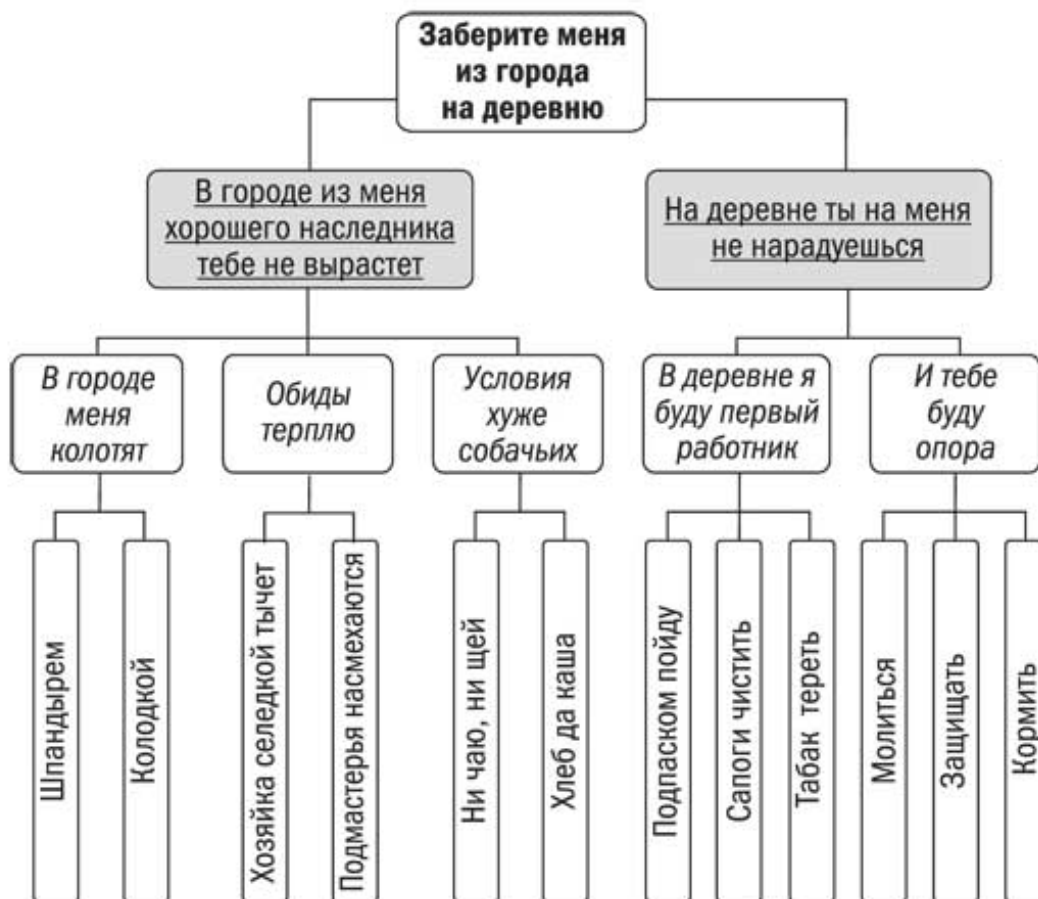 Заберите меня
из города
на деревню
В городе из меня
хорошего наследника
тебе не вырастет
На деревне ты на меня
не нарадуешься
В городе
меня
колотят
Обиды
терплю
Условия
хуже
собачьих
В деревне я
буду первый
работник
И тебе
буду
опора
Шпандырем
Колодкой
Хозяйка селедкой тычет
Подмастерья насмехаются
Ни чаю, ни щей
Хлеб да каша
Подпаском пойду
Сапоги чистить
Табак тереть
Молиться
Защищать
Кормить